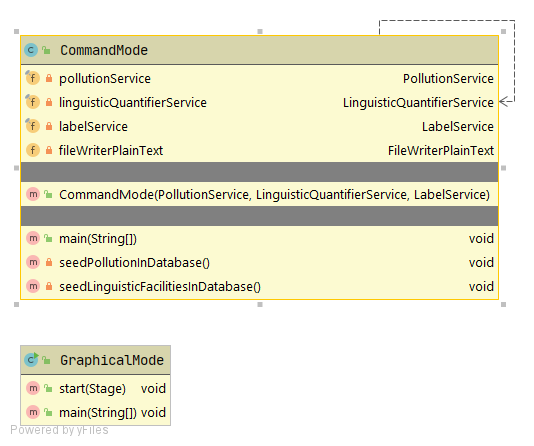 CommandMode
pollutionService PollutionService
linguisticQuantifierService LinguisticQuantifierService
labelService LabelService
fileWriterPlainText FileWriterPlainText
CommandMode(PollutionService, LinguisticQuantifierService, LabelService)
main(String[]) void
seedPollutionInDatabase() void
seedLinguisticFacilitiesInDatabase() void
GraphicalMode
start(Stage) void
main(String[]) void
Powered by yFiles